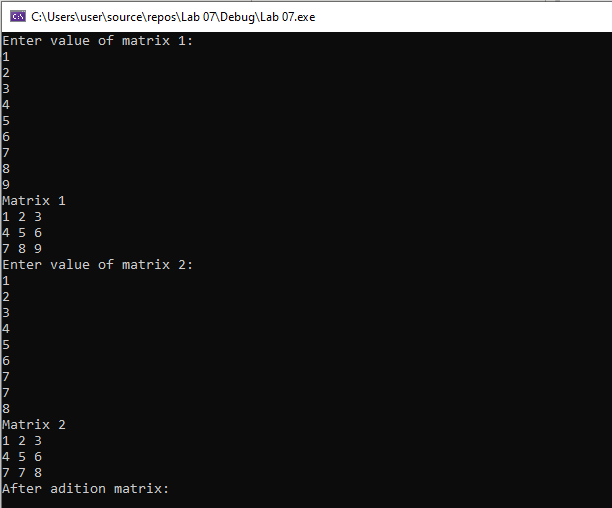 C:\Users\user\source\repos\Lab 07\Debug\Lab 07.exe
Enter value of matrix 1:
1
2
3
4
5
6
7
8
9
Matrix 1
1 2 3
4 5 6
7 8 9
Enter value of matrix 2:
1
2
3
4
5
6
7
7
8
Matrix 2
1 2 3
4 5 6
7 7 8
After adition matrix: